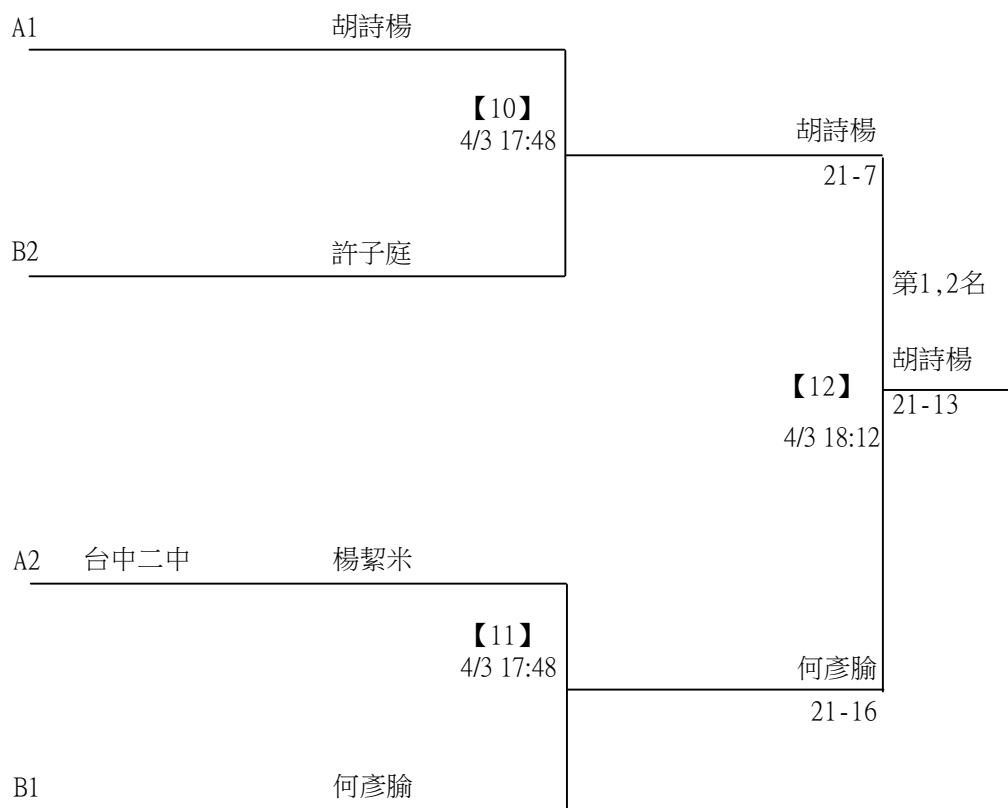 A1 胡詩楊
【10】
4/3 17:48
胡詩楊
21-7
B2 許子庭
第1,2名
胡詩楊
【12】
21-13
4/3 18:12
A2 台中二中 楊絜米
【11】
4/3 17:48
何彥腧
21-16
B1 何彥腧